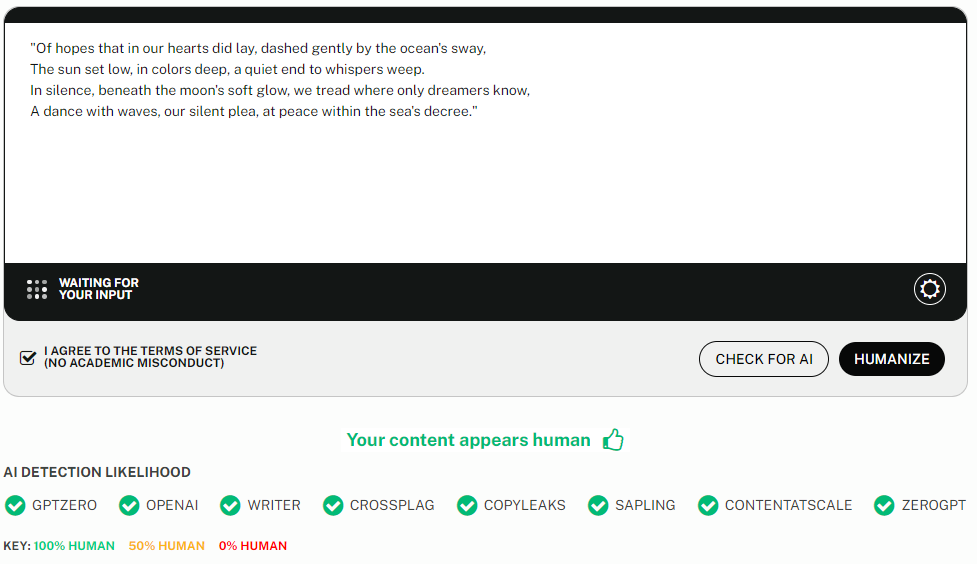 "Of hopes that in our hearts did lay, dashed gently by the ocean's sway,
The sun set low, in colors deep, a quiet end to whispers weep.
In silence, beneath the moon's soft glow, we tread where only dreamers know,
A dance with waves, our silent plea, at peace within the sea's decree."
WAITING FOR
YOUR INPUT
I AGREE TO THE TERMS OF SERVICE
(NO ACADEMIC MISCONDUCT)
CHECK FOR AI
HUMANIZE
Your content appears human
AI DETECTION LIKELIHOOD
GPTZERO OPENAI WRITER CROSSPLAG COPYLEAKS SAPLING CONTENTATSCALE ZEROGPT
KEY: 100% HUMAN 50% HUMAN 0% HUMAN